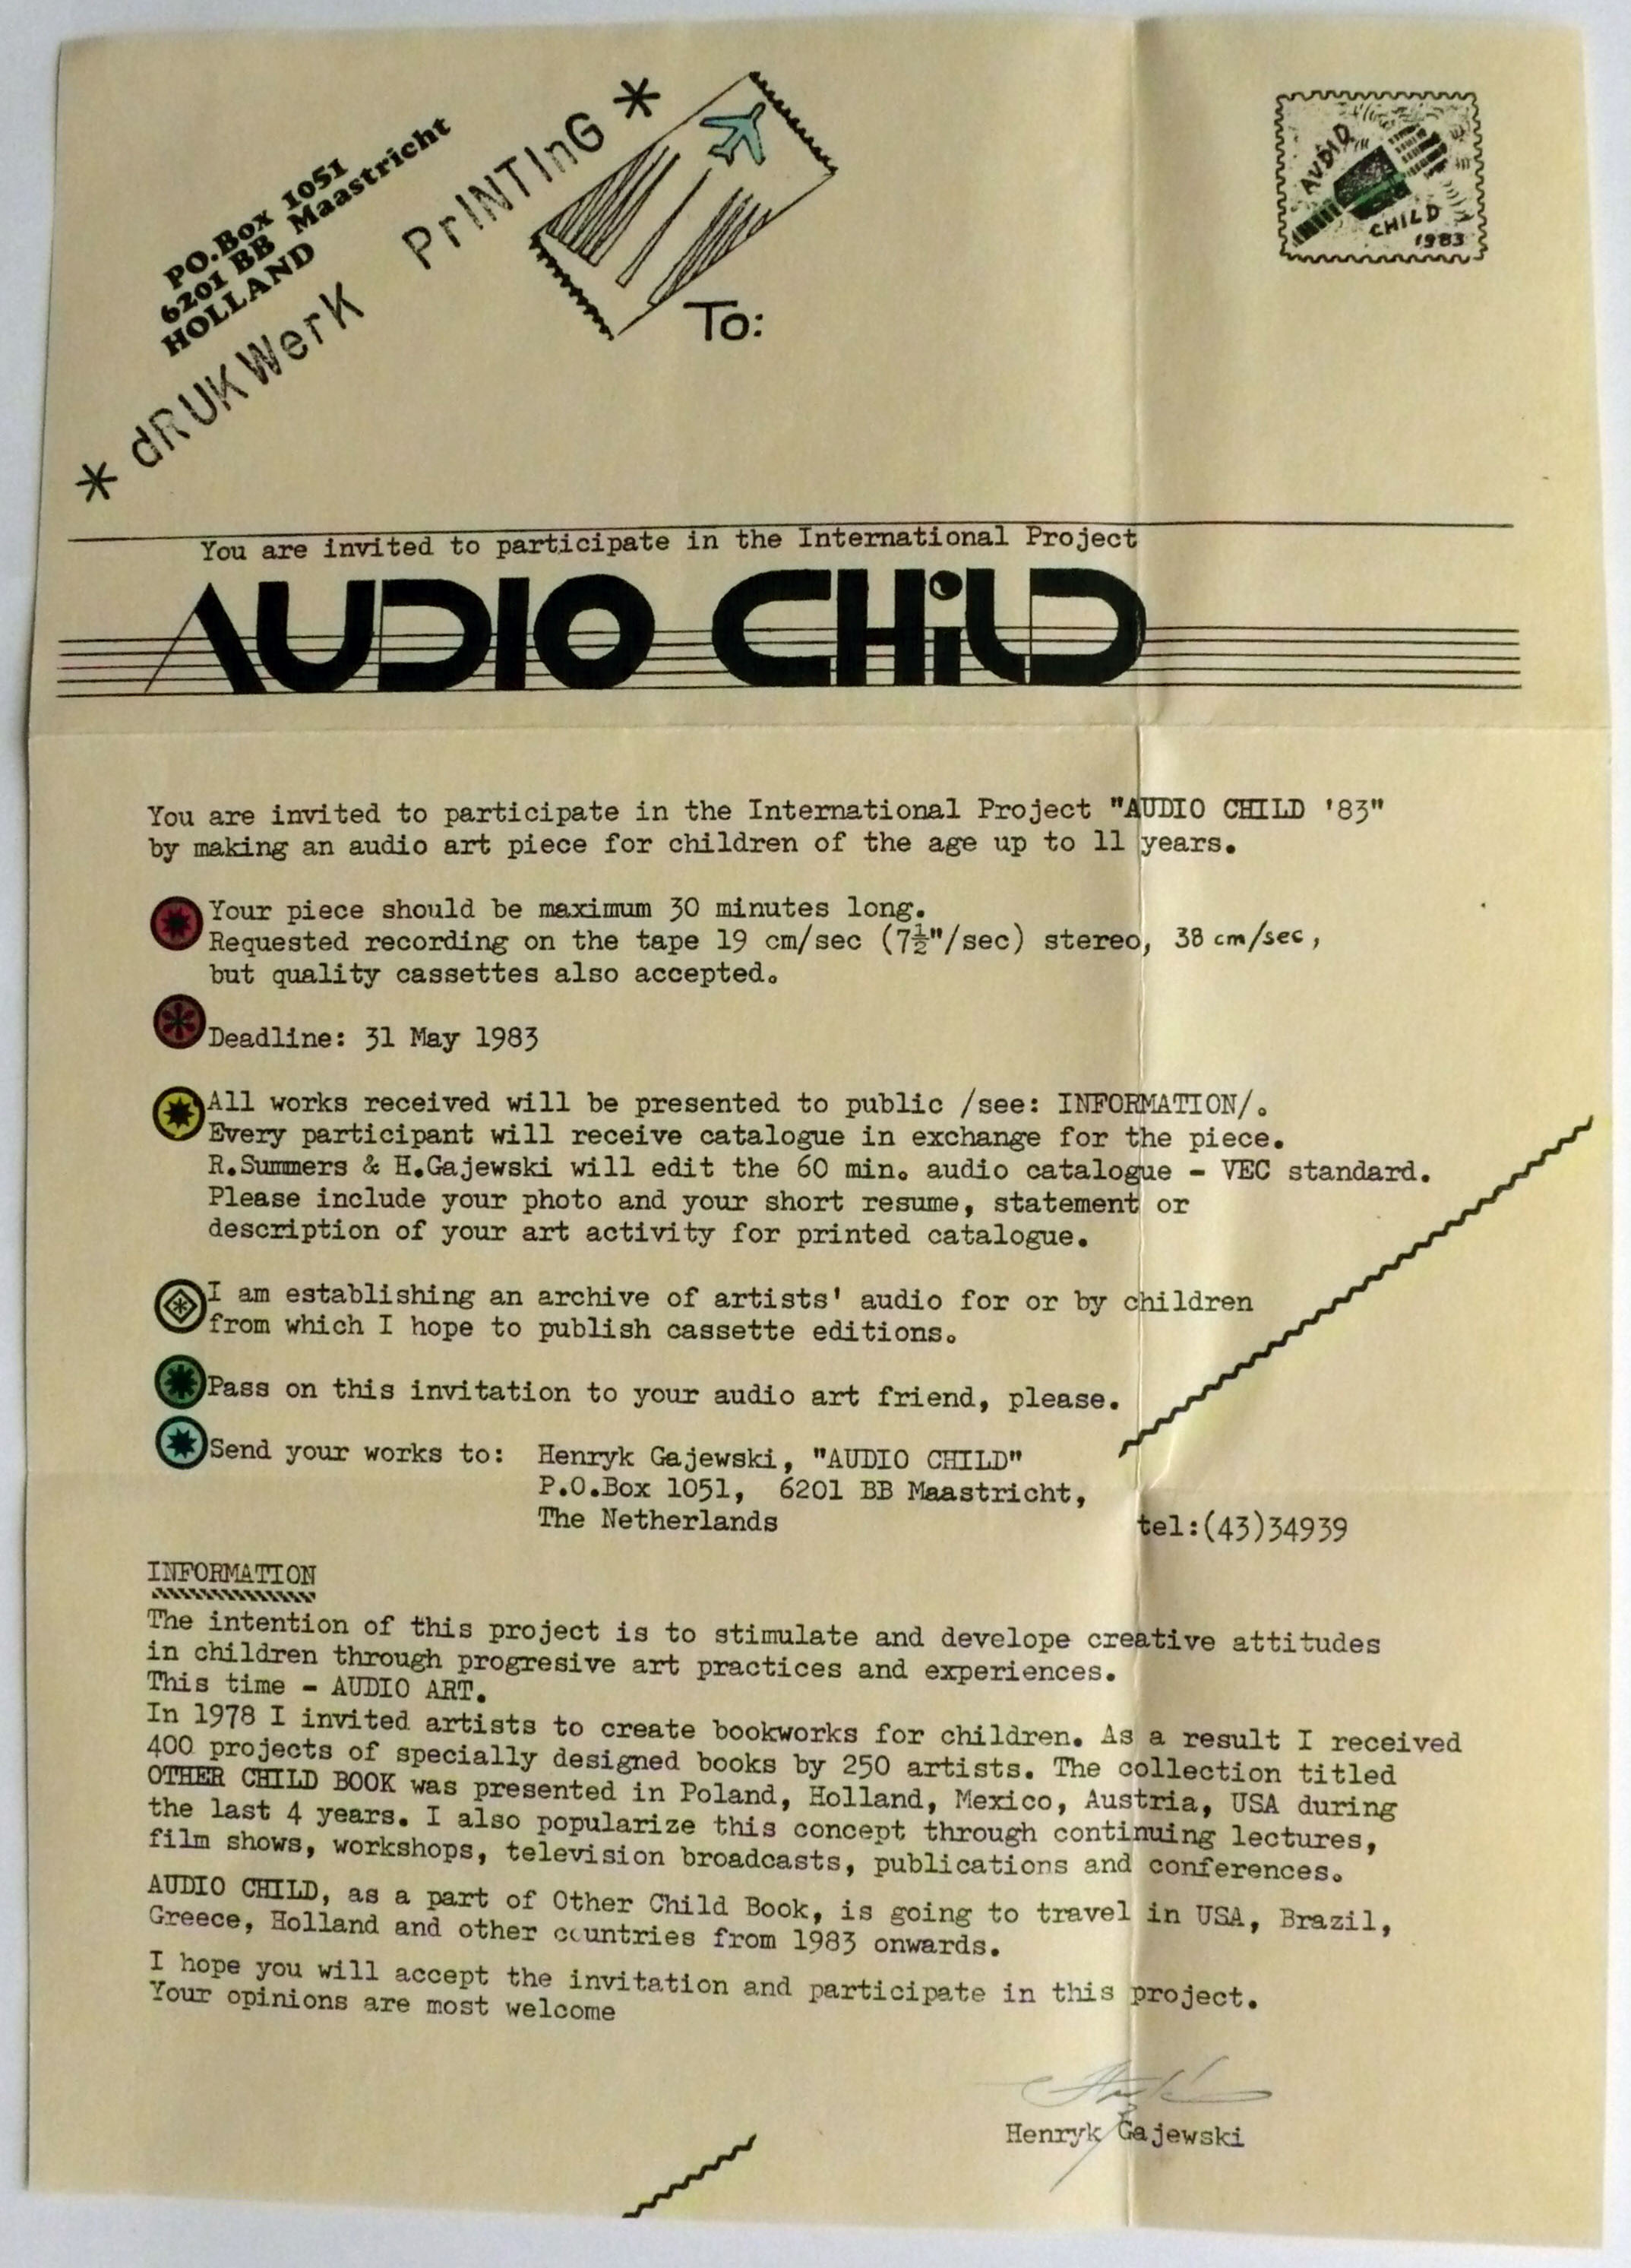 PO.Box 1051
6201 BB Maastricht
HOLLAND
* dRUKWerK PrINTInG *
To:
AUDIO
CHILD
1983
You are invited to participate in the International Project
AUDIO CHiLD
You are invited to participate in the International Project "AUDIO CHILD '83"
by making an audio art piece for children of the age up to 11 years.
Your piece should be maximum 30 minutes long.
Requested recording on the tape 19 cm/sec (7½"/sec) stereo, 38 cm/sec,
but quality cassettes also accepted.
Deadline: 31 May 1983
All works received will be presented to public /see: INFORMATION/.
Every participant will receive catalogue in exchange for the piece.
R.Summers & H.Gajewski will edit the 60 min. audio catalogue - VEC standard.
Please include your photo and your short resume, statement or
description of your art activity for printed catalogue.
I am establishing an archive of artists' audio for or by children
from which I hope to publish cassette editions.
Pass on this invitation to your audio art friend, please.
Send your works to: Henryk Gajewski, "AUDIO CHILD"
P.O.Box 1051, 6201 BB Maastricht,
The Netherlands tel:(43)34939
INFORMATION
The intention of this project is to stimulate and develope creative attitudes
in children through progresive art practices and experiences.
This time - AUDIO ART.
In 1978 I invited artists to create bookworks for children. As a result I received
400 projects of specially designed books by 250 artists. The collection titled
OTHER CHILD BOOK was presented in Poland, Holland, Mexico, Austria, USA during
the last 4 years. I also popularize this concept through continuing lectures,
film shows, workshops, television broadcasts, publications and conferences.
AUDIO CHILD, as a part of Other Child Book, is going to travel in USA, Brazil,
Greece, Holland and other countries from 1983 onwards.
I hope you will accept the invitation and participate in this project.
Your opinions are most welcome
Henryk Gajewski